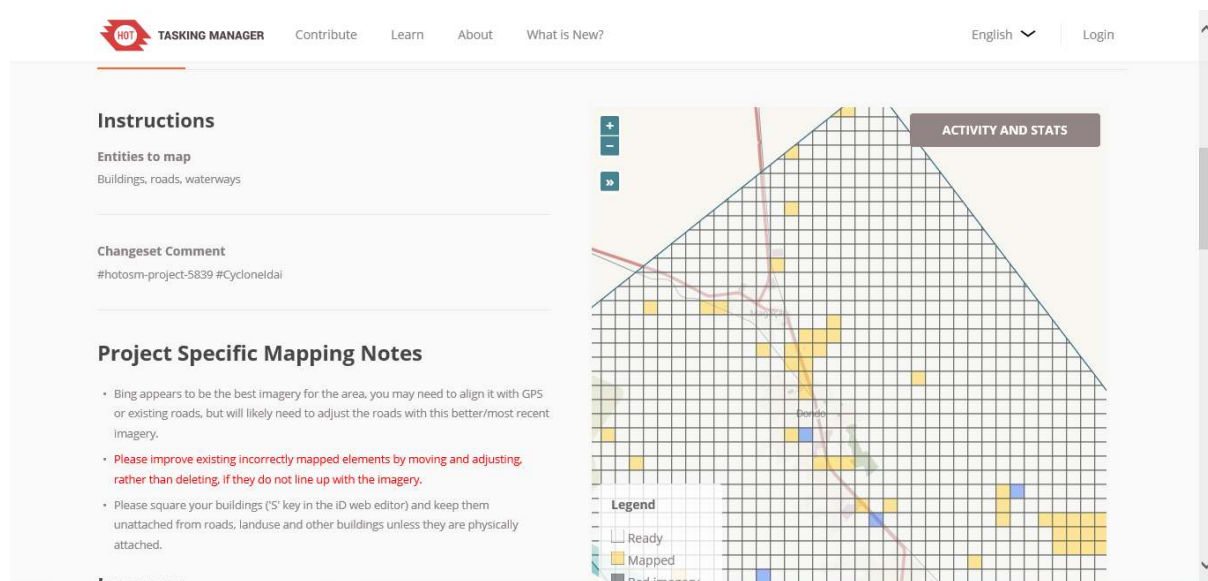 HOT TASKING MANAGER Contribute Learn About What is New? English Login
Instructions
Entities to map
Buildings, roads, waterways
Changeset Comment
#hotosm-project-5839 #CycloneIdai
Project Specific Mapping Notes
• Bing appears to be the best imagery for the area, you may need to align it with GPS
or existing roads, but will likely need to adjust the roads with this better/most recent
imagery.
• Please improve existing incorrectly mapped elements by moving and adjusting,
rather than deleting, if they do not line up with the imagery.
• Please square your buildings ('S' key in the iD web editor) and keep them
unattached from roads, landuse and other buildings unless they are physically
attached.
+
−
»
ACTIVITY AND STATS
Dondo
Legend
Ready
Mapped
Bad imagery